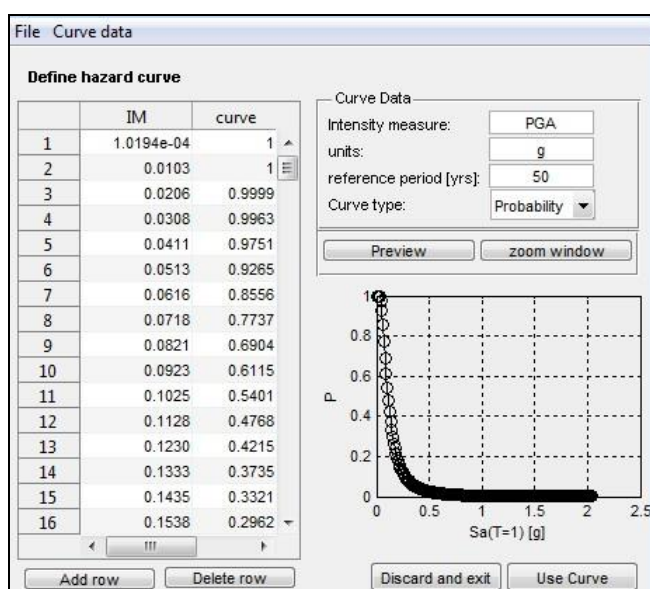 File Curve data
Define hazard curve
IM curve
1 1.0194e-04 1
2 0.0103 1
3 0.0206 0.9999
4 0.0308 0.9963
5 0.0411 0.9751
6 0.0513 0.9265
7 0.0616 0.8556
8 0.0718 0.7737
9 0.0821 0.6904
10 0.0923 0.6115
11 0.1025 0.5401
12 0.1128 0.4768
13 0.1230 0.4215
14 0.1333 0.3735
15 0.1435 0.3321
16 0.1538 0.2962
Add row Delete row
Curve Data
Intensity measure: PGA
units: g
reference period [yrs]: 50
Curve type: Probability
Preview zoom window
1
0.8
0.6
0.4
0.2
0
P
0 0.5 1 1.5 2 2.5
Sa(T=1) [g]
Discard and exit Use Curve